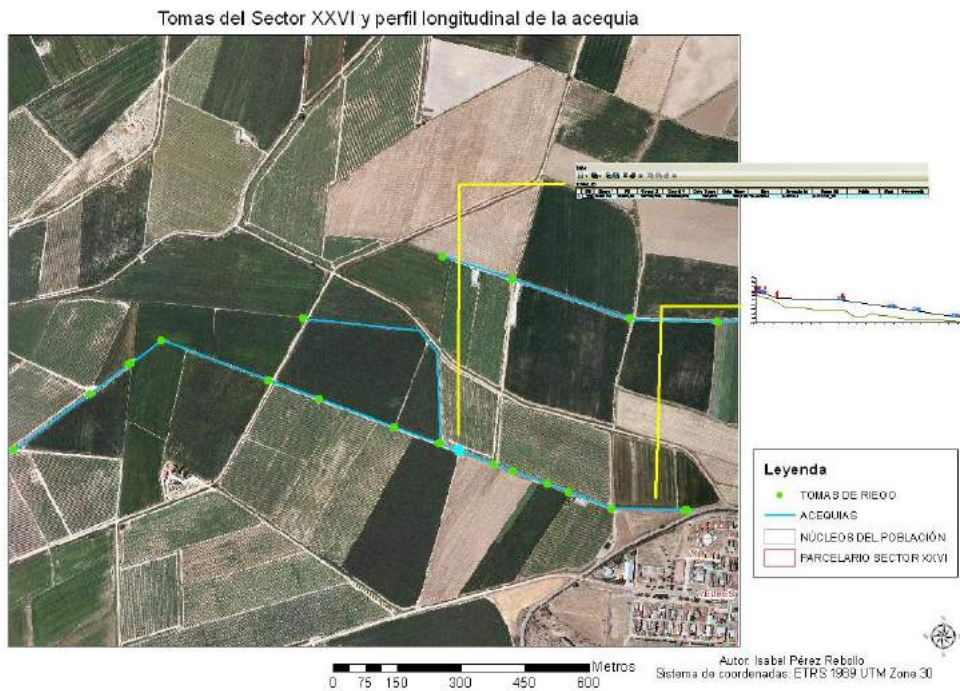 Tomas del Sector XXVI y perfil longitudinal de la acequia
YELBES
Leyenda
TOMAS DE RIEGO
ACEQUIAS
NÚCLEOS DEL POBLACIÓN
PARCELARIO SECTOR XXVI
Metros
0 75 150 300 450 600
Autor: Isabel Pérez Rebollo
Sistema de coordenadas: ETRS 1989 UTM Zone 30